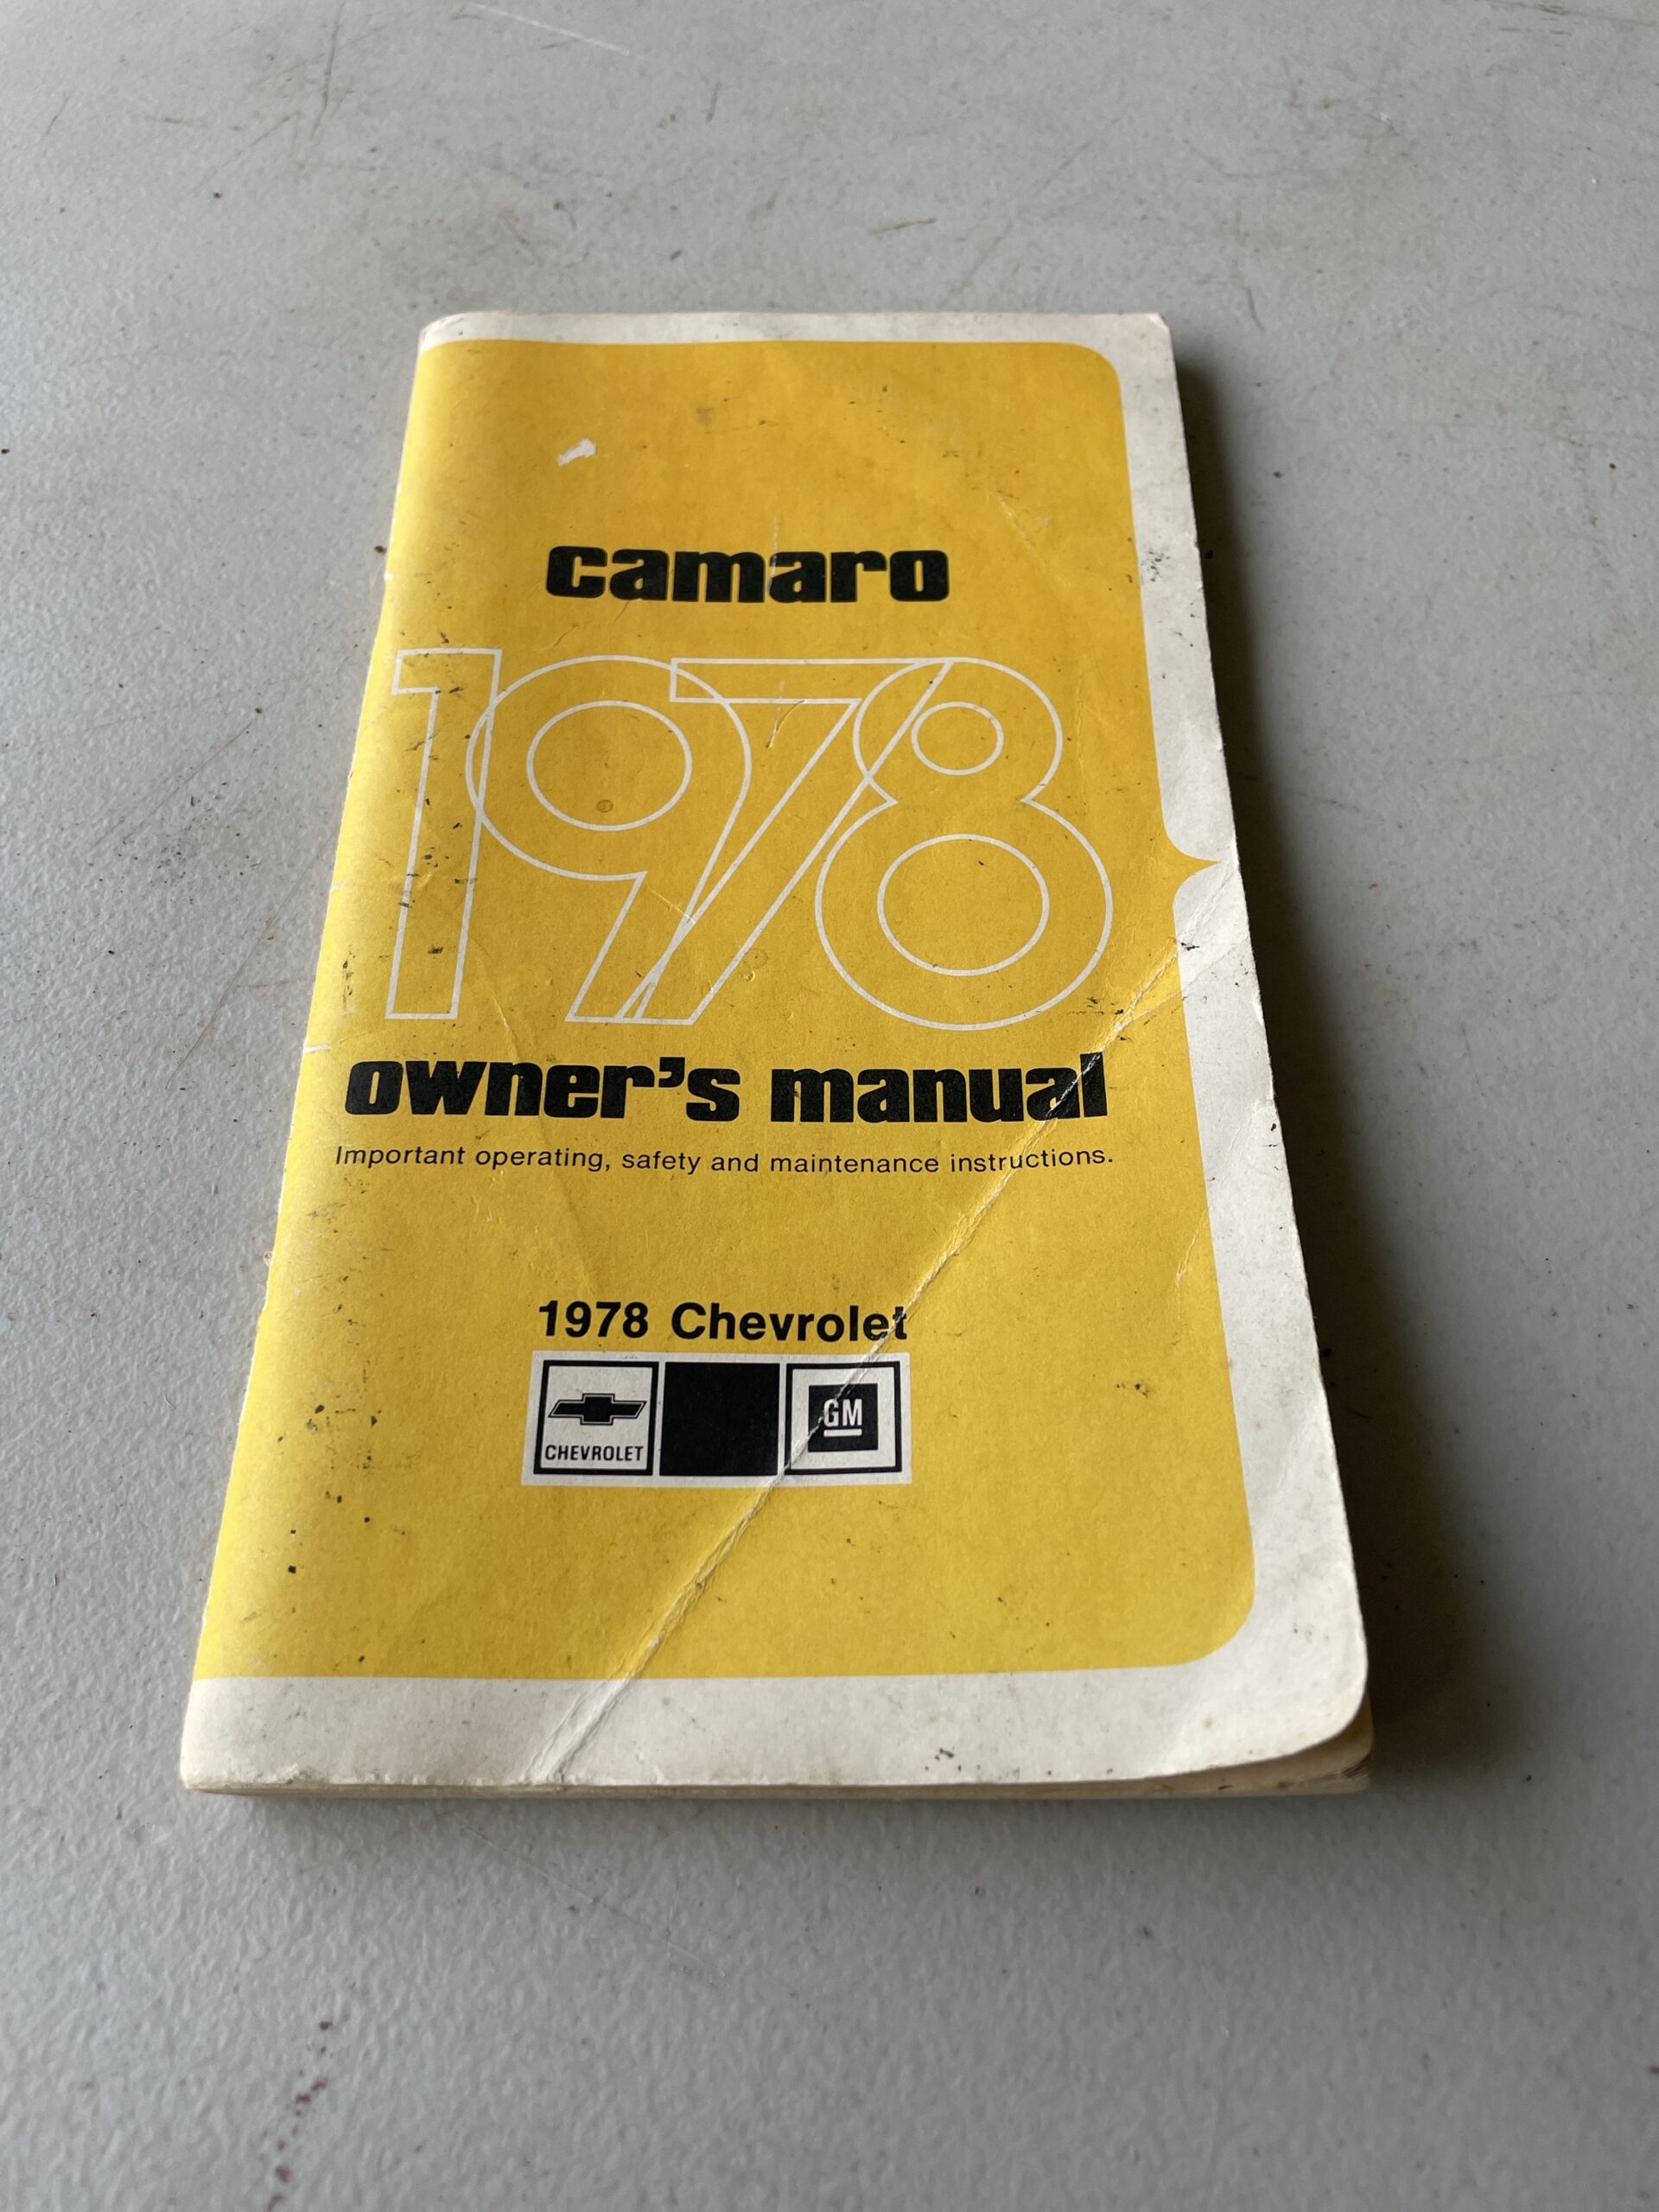 camaro
1978
owner's manual
Important operating, safety and maintenance instructions.
1978 Chevrolet
CHEVROLET
GM